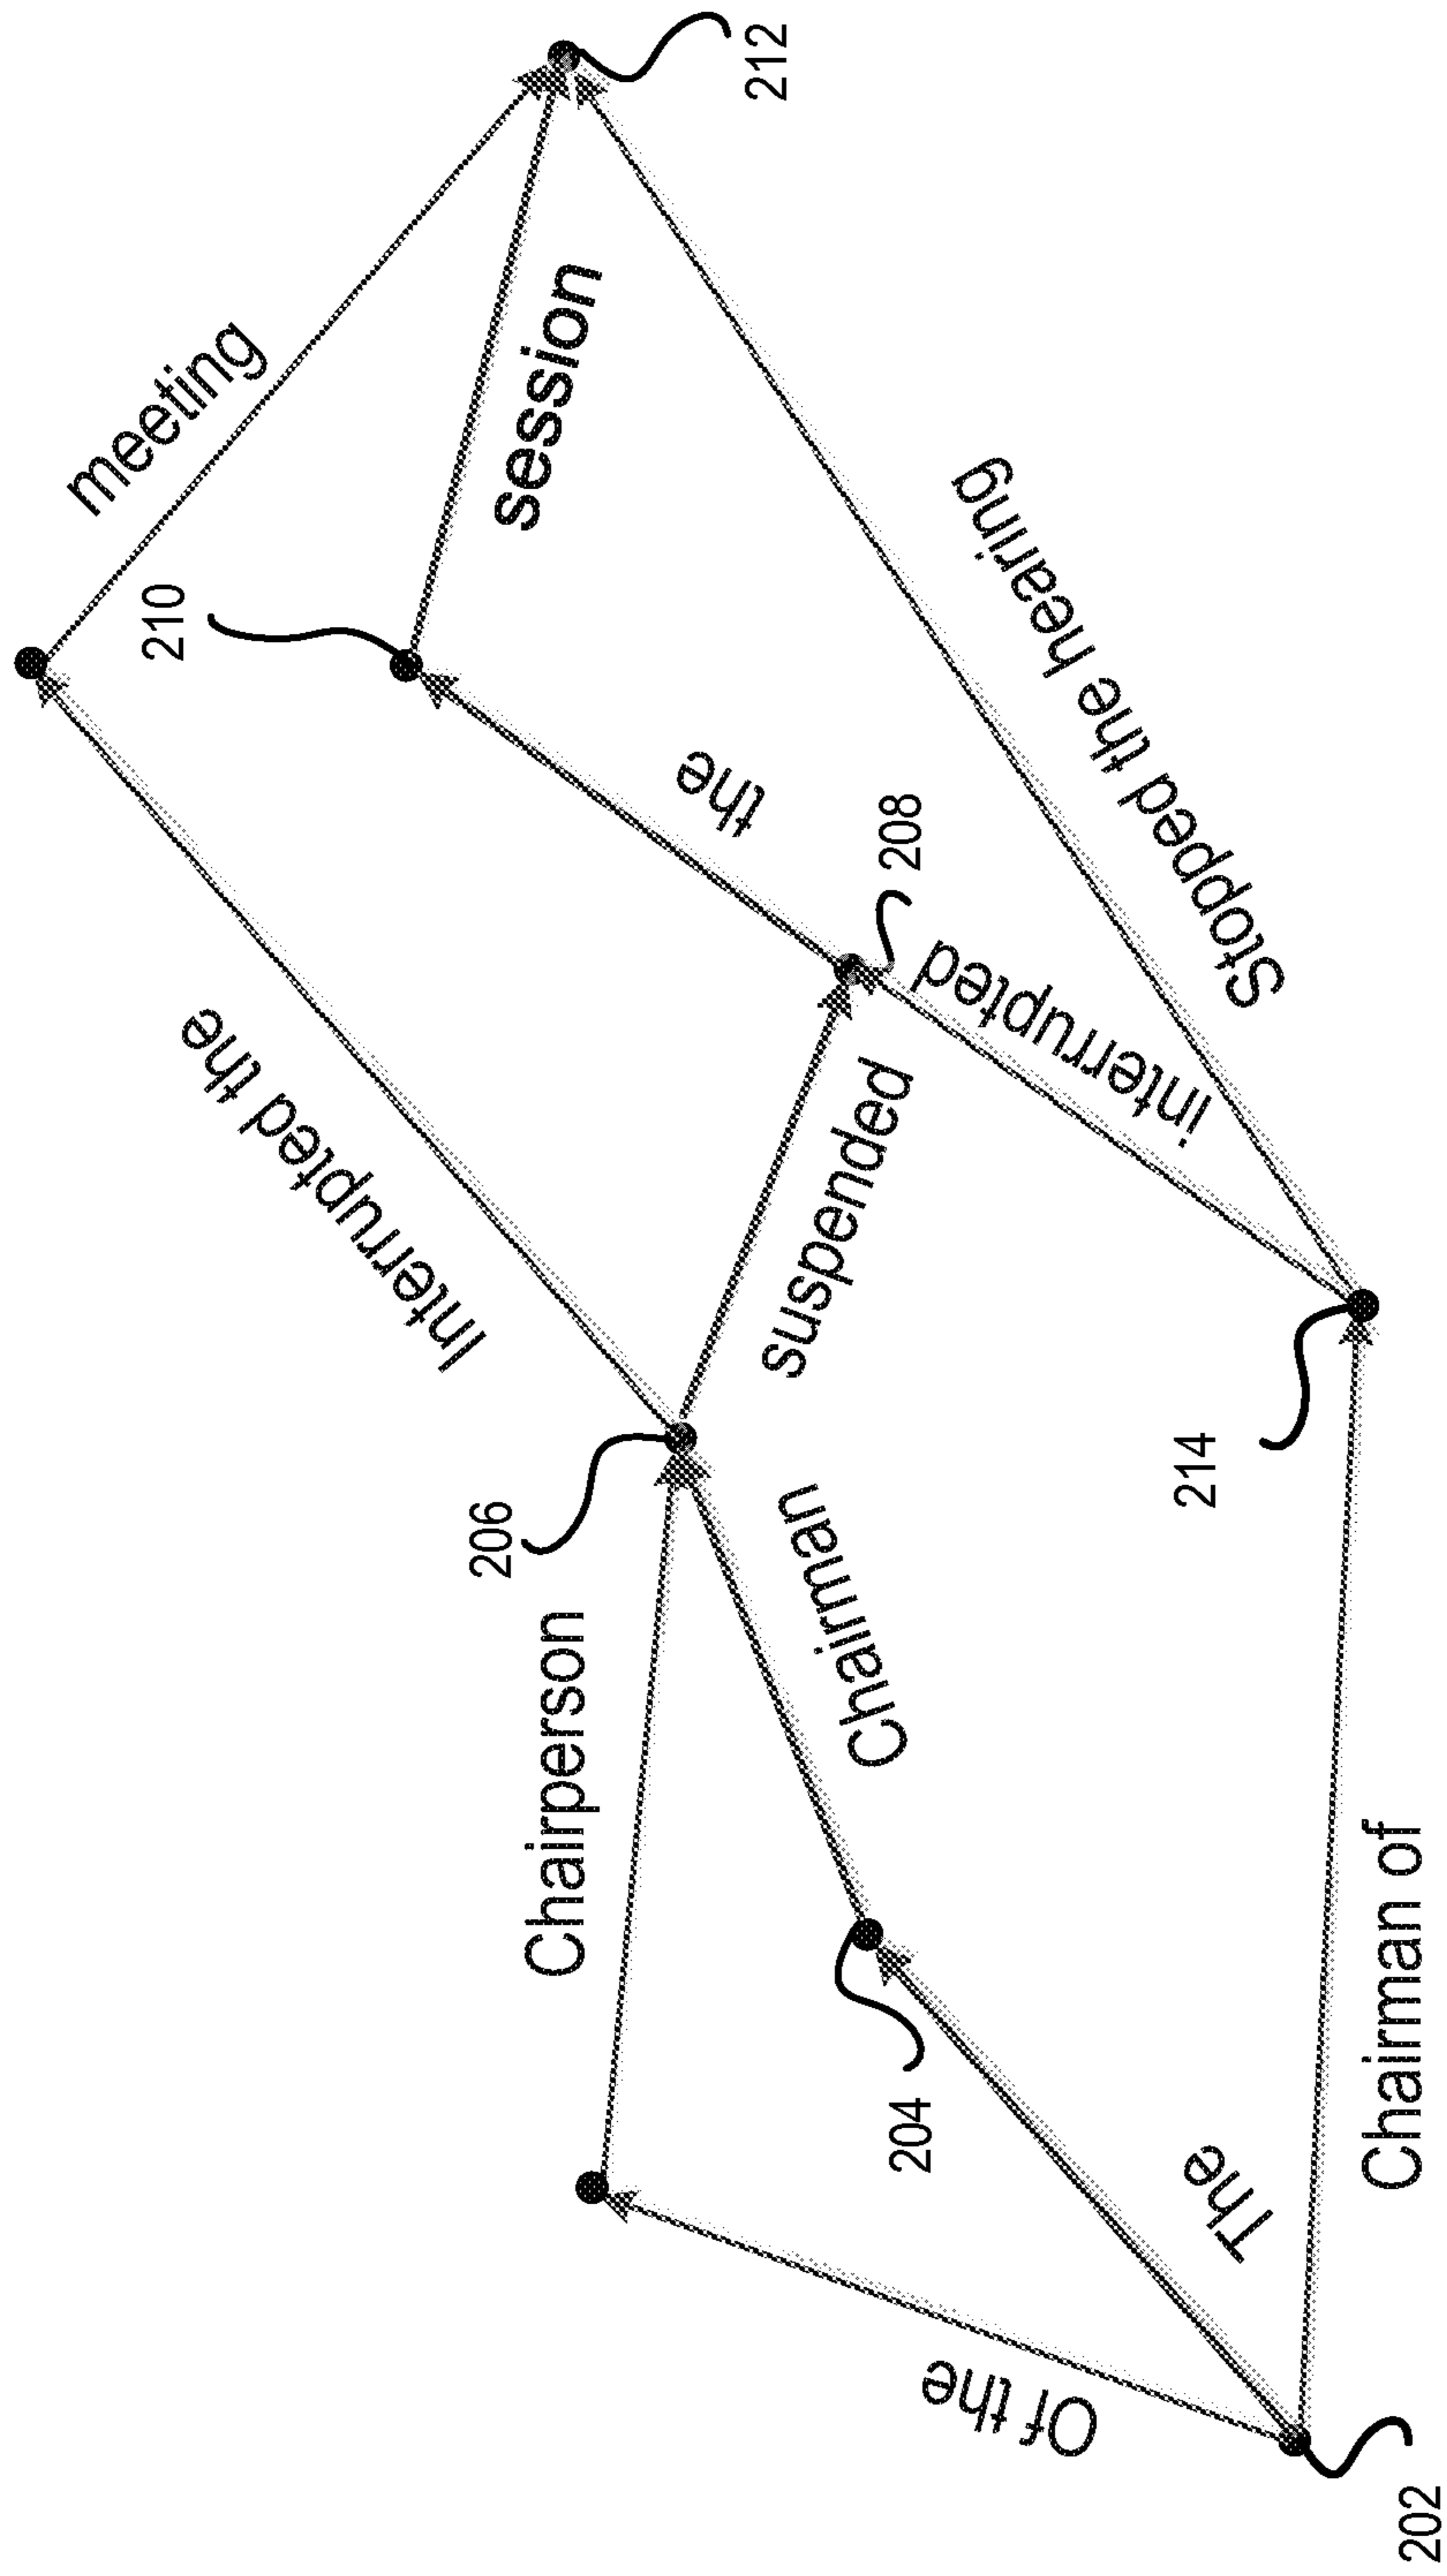 meeting
212
session
210
Interrupted the
the
208
Stopped the hearing
interrupted
suspended
206
214
Chairperson
Chairman
204
The
Chairman of
Of the
202